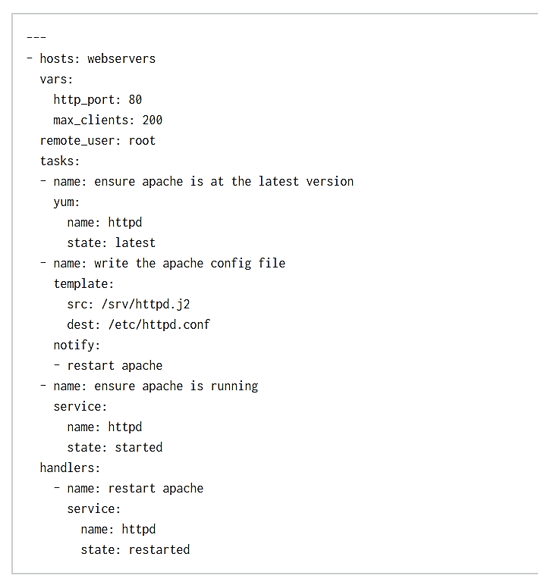 ---
- hosts: webservers
  vars:
    http_port: 80
    max_clients: 200
  remote_user: root
  tasks:
  - name: ensure apache is at the latest version
    yum:
      name: httpd
      state: latest
  - name: write the apache config file
    template:
      src: /srv/httpd.j2
      dest: /etc/httpd.conf
    notify:
    - restart apache
  - name: ensure apache is running
    service:
      name: httpd
      state: started
  handlers:
    - name: restart apache
      service:
        name: httpd
        state: restarted